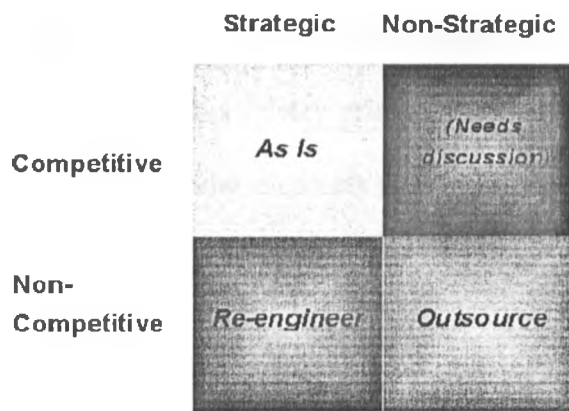 Strategic Non-Strategic
Competitive
As Is
(Needs
discussion)
Non-
Competitive
Re-engineer
Outsource